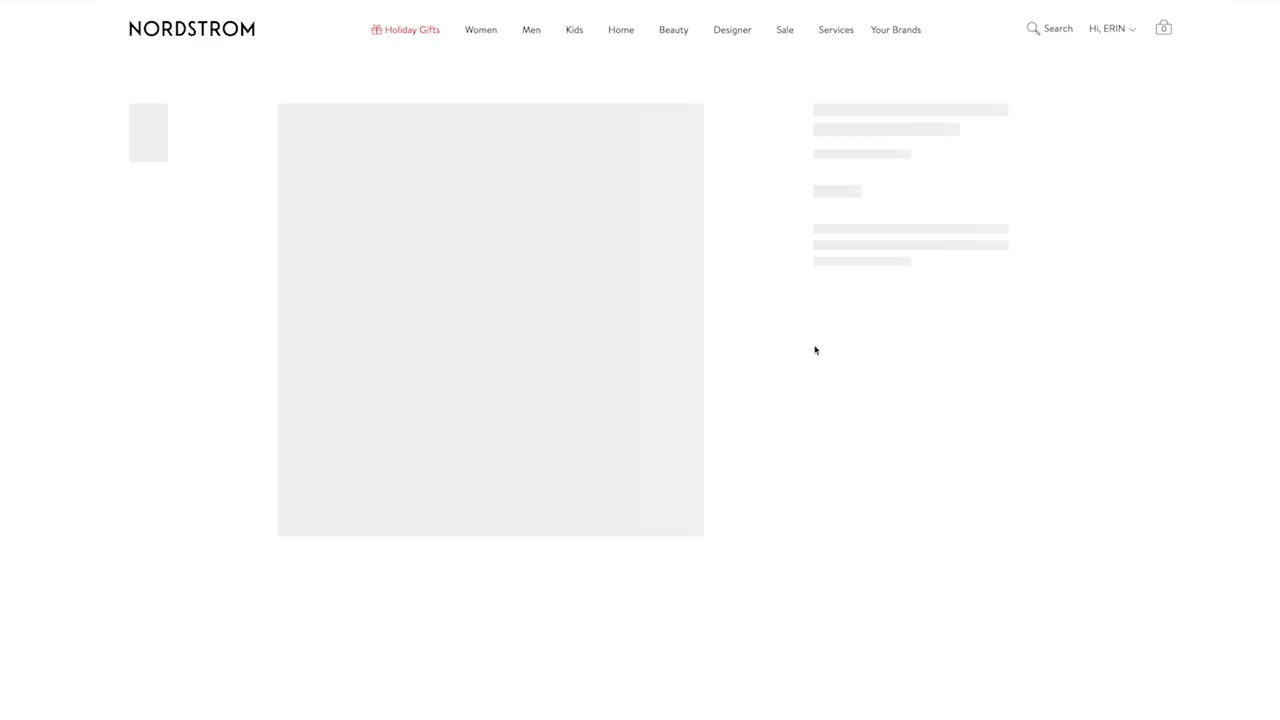 NORDSTROM
Holiday Gifts Women Men Kids Home Beauty Designer Sale Services Your Brands
Search Hi, ERIN 0